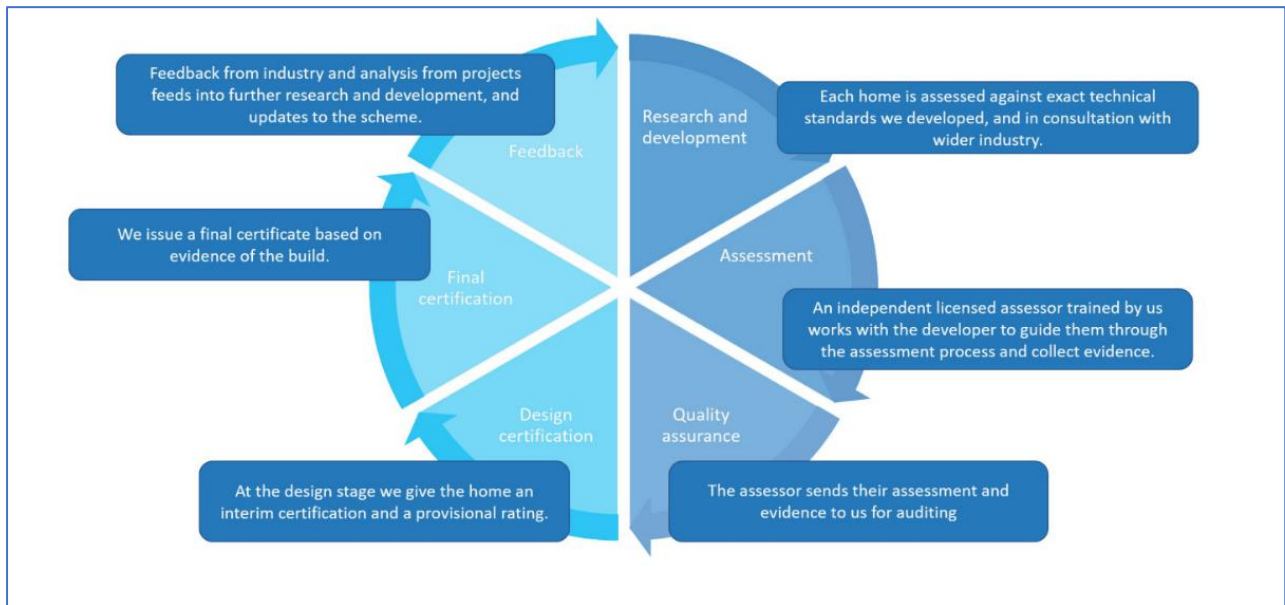 Research and
development
Each home is assessed against exact technical
standards we developed, and in consultation with
wider industry.
Assessment
An independent licensed assessor trained by us
works with the developer to guide them through
the assessment process and collect evidence.
Quality
assurance
The assessor sends their assessment and
evidence to us for auditing
Design
certification
At the design stage we give the home an
interim certification and a provisional rating.
Final
certification
We issue a final certificate based on
evidence of the build.
Feedback
Feedback from industry and analysis from projects
feeds into further research and development, and
updates to the scheme.